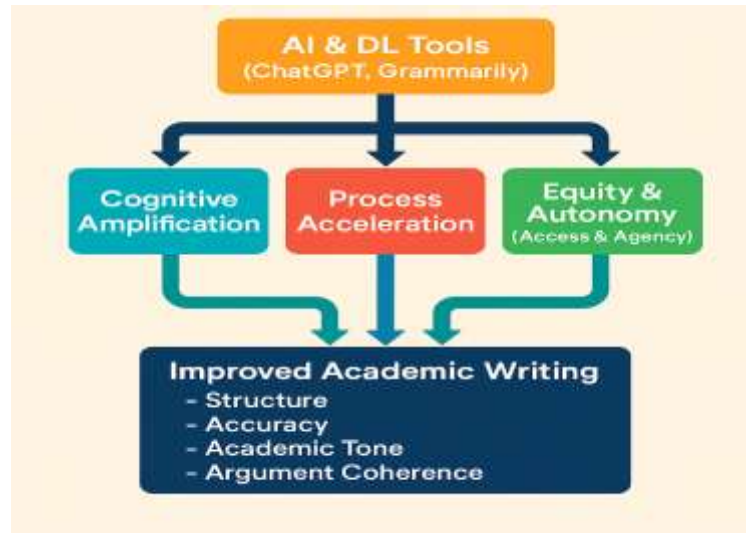 AI & DL Tools
(ChatGPT, Grammarily)
Cognitive
Amplification
Process
Acceleration
Equity &
Autonomy
(Access & Agency)
Improved Academic Writing
- Structure
- Accuracy
- Academic Tone
- Argument Coherence